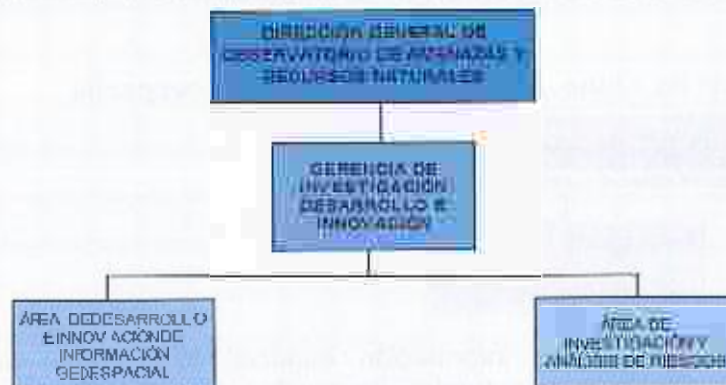 DIRECCIÓN GENERAL DE
OBSERVATORIO DE AMENAZAS Y
RECURSOS NATURALES
GERENCIA DE
INVESTIGACIÓN
DESARROLLO E
INNOVACIÓN
ÁREA DEDESARROLLO
EINNOVACIÓNDE
INFORMACIÓN
GEOESPACIAL
ÁREA DE
INVESTIGACIÓN Y
ANÁLISIS DE RIESGOS